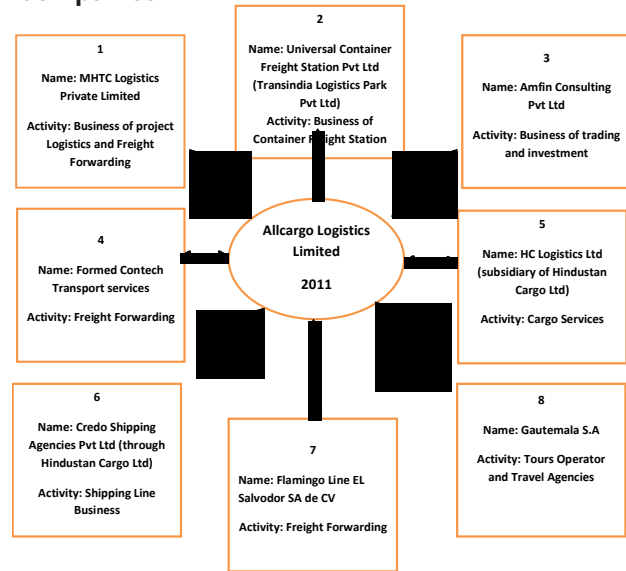 1
Name: MHTC Logistics
Private Limited
Activity: Business of project
Logistics and Freight
Forwarding
2
Name: Universal Container
Freight Station Pvt Ltd
(Transindia Logistics Park
Pvt Ltd)
Activity: Business of
Container Freight Station
3
Name: Amfin Consulting
Pvt Ltd
Activity: Business of trading
and investment
4
Name: Formed Contech
Transport services
Activity: Freight Forwarding
Allcargo Logistics
Limited
2011
5
Name: HC Logistics Ltd
(subsidiary of Hindustan
Cargo Ltd)
Activity: Cargo Services
6
Name: Credo Shipping
Agencies Pvt Ltd (through
Hindustan Cargo Ltd)
Activity: Shipping Line
Business
7
Name: Flamingo Line EL
Salvodor SA de CV
Activity: Freight Forwarding
8
Name: Gautemala S.A
Activity: Tours Operator
and Travel Agencies